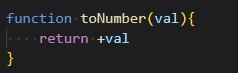 function toNumber(val){
    return +val
}